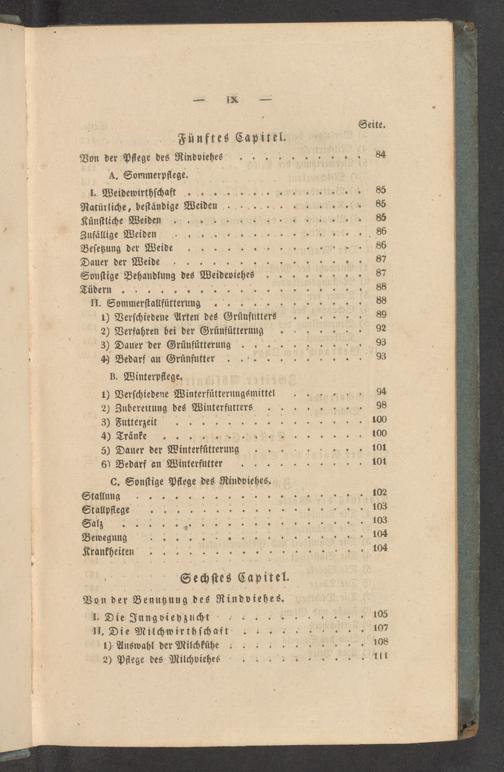 — IX —
Seite.
Fünftes Capitel.
Von der Pflege des Rindviehes . . . . . . . . . 84
A. Sommerpflege.
I. Weidewirthschaft . . . . . . . . . . . . 85
Natürliche, beständige Weiden . . . . . . . . . . 85
Künstliche Weiden . . . . . . . . . . . . . 85
Zufällige Weiden . . . . . . . . . . . . . 86
Besetzung der Weide . . . . . . . . . . . . 86
Dauer der Weide . . . . . . . . . . . . . 87
Sonstige Behandlung des Weideviehes . . . . . . . . 87
Tüdern . . . . . . . . . . . . . . . . 88
II. Sommerstallfütterung . . . . . . . . . . . 88
1) Verschiedene Arten des Grünfutters . . . . . . 89
2) Verfahren bei der Grünfütterung . . . . . . . 92
3) Dauer der Grünfütterung . . . . . . . . . 93
4) Bedarf an Grünfutter . . . . . . . . . . 93
B. Winterpflege.
1) Verschiedene Winterfütterungsmittel . . . . . . 94
2) Zubereitung des Winterfutters . . . . . . . . 98
3) Futterzeit . . . . . . . . . . . . . 100
4) Tränke . . . . . . . . . . . . . . 100
5) Dauer der Winterfütterung . . . . . . . . 101
6) Bedarf an Winterfutter . . . . . . . . . 101
C. Sonstige Pflege des Rindviehes.
Stallung . . . . . . . . . . . . . . . 102
Stallpflege . . . . . . . . . . . . . . . 103
Salz . . . . . . . . . . . . . . . . . 103
Bewegung . . . . . . . . . . . . . . . 104
Krankheiten . . . . . . . . . . . . . . 104
Sechstes Capitel.
Von der Benutzung des Rindviehes.
I. Die Jungviehzucht . . . . . . . . . . . 105
II. Die Milchwirthschaft . . . . . . . . . . 107
1) Auswahl der Milchkühe . . . . . . . . . . 108
2) Pflege des Milchviehes . . . . . . . . . . 111